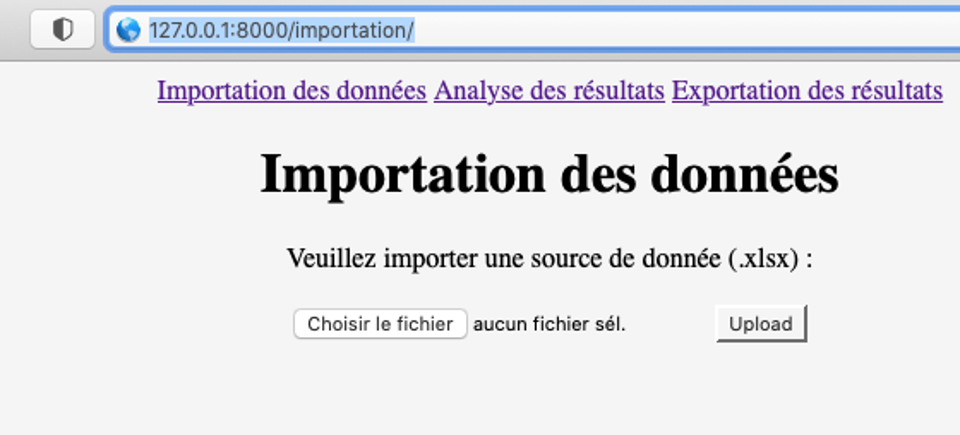 127.0.0.1:8000/importation/
Importation des données Analyse des résultats Exportation des résultats
Importation des données
Veuillez importer une source de donnée (.xlsx) :
Choisir le fichier aucun fichier sél. Upload